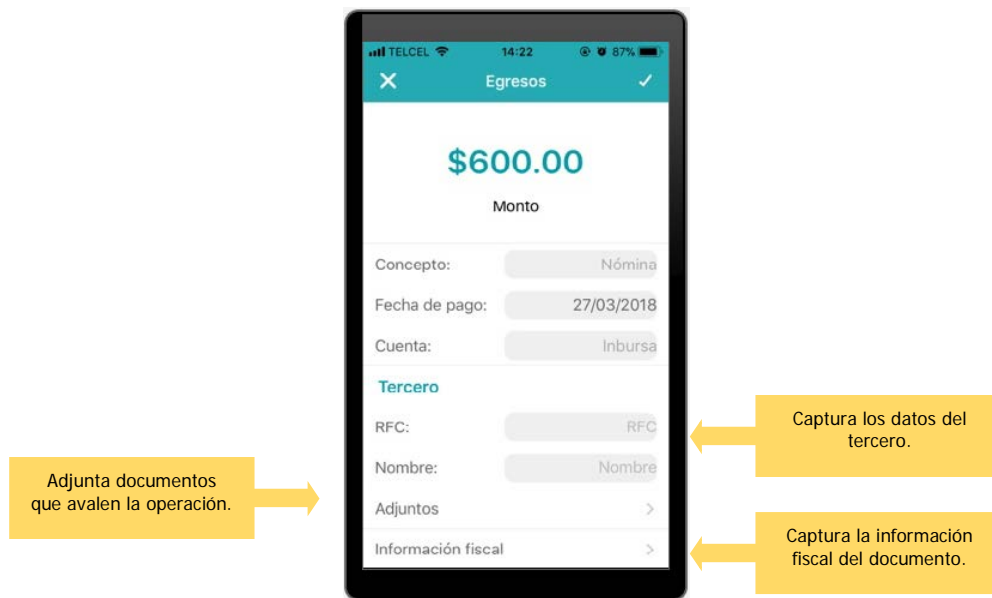 TELCEL 14:22 87%
Egresos
$600.00
Monto
Concepto: Nómina
Fecha de pago: 27/03/2018
Cuenta: Inbursa
Tercero
RFC: RFC
Captura los datos del
tercero.
Nombre: Nombre
Adjunta documentos
que avalen la operación.
Adjuntos
Información fiscal
Captura la información
fiscal del documento.